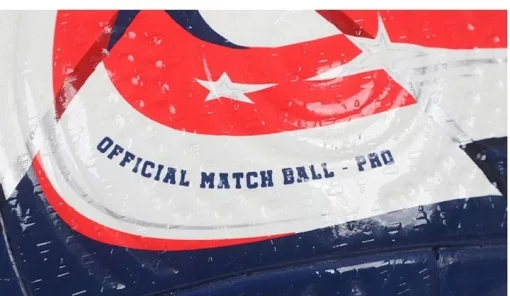 OFFICIAL MATCH BALL - PRO